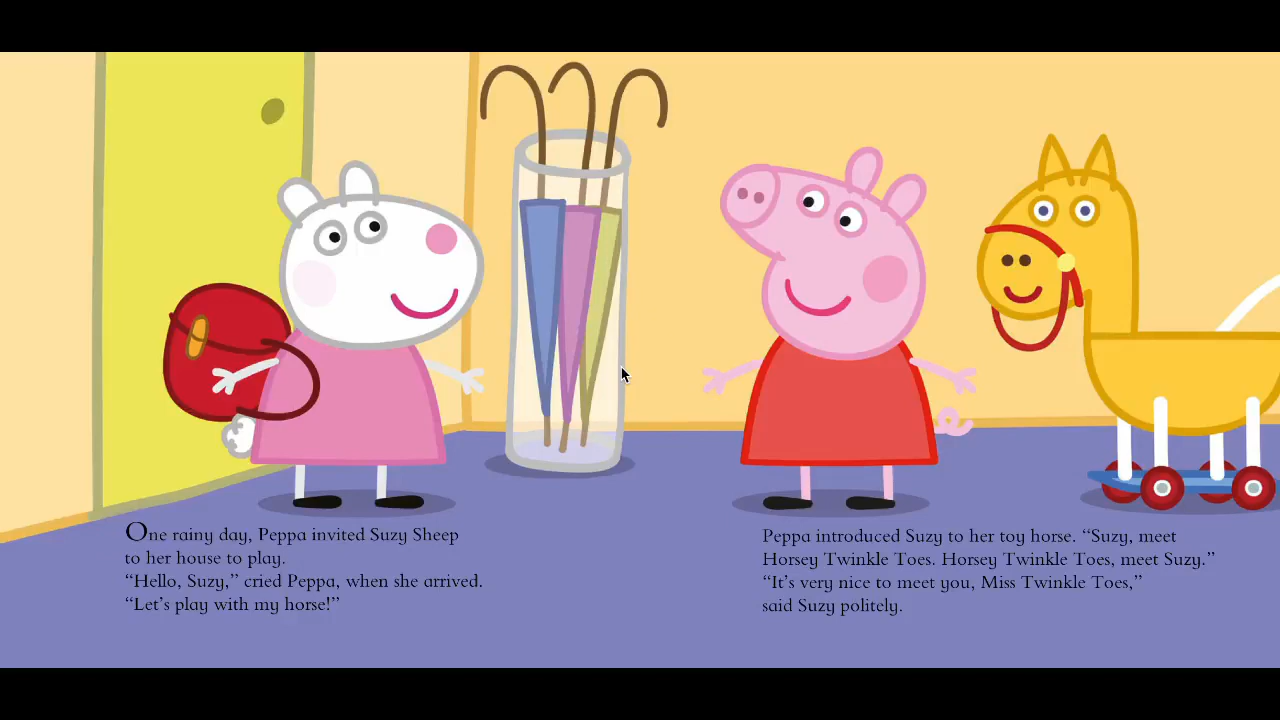 One rainy day, Peppa invited Suzy Sheep
to her house to play.
“Hello, Suzy,” cried Peppa, when she arrived.
“Let’s play with my horse!”
Peppa introduced Suzy to her toy horse. “Suzy, meet
Horsey Twinkle Toes. Horsey Twinkle Toes, meet Suzy.”
“It’s very nice to meet you, Miss Twinkle Toes,”
said Suzy politely.